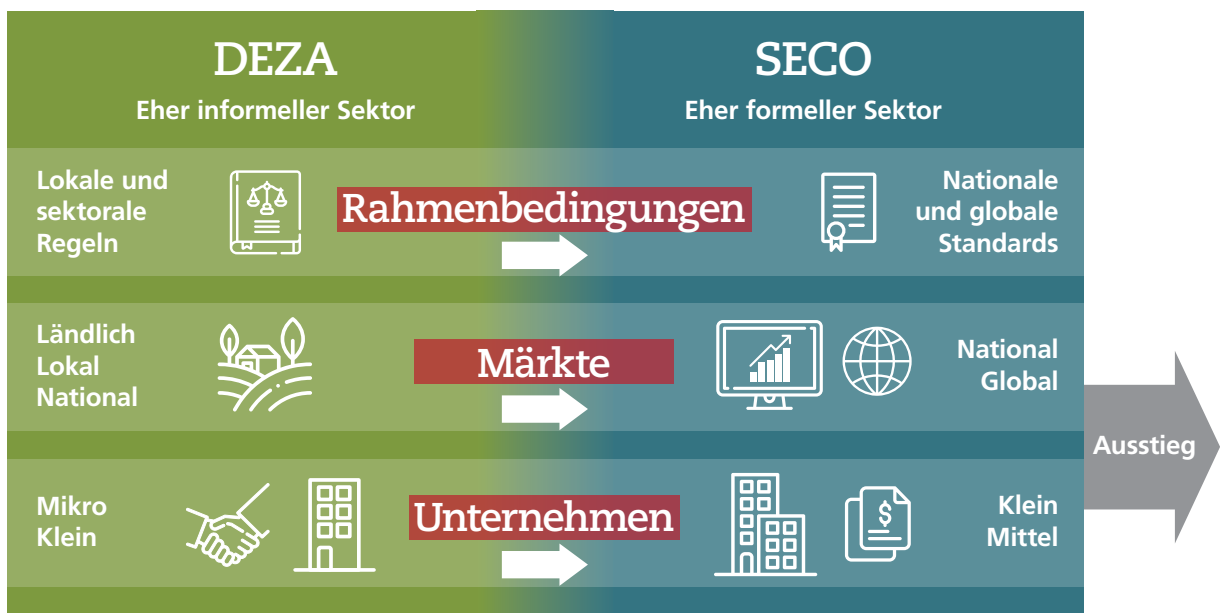 DEZA
Eher informeller Sektor
SECO
Eher formeller Sektor
Lokale und
sektorale
Regeln
Rahmenbedingungen
Nationale
und globale
Standards
Ländlich
Lokal
National
Märkte
National
Global
Mikro
Klein
Unternehmen
$
Klein
Mittel
Ausstieg